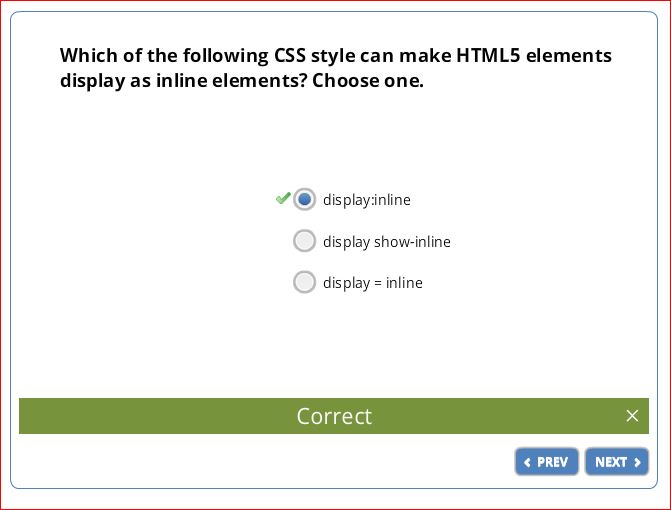 Which of the following CSS style can make HTML5 elements
display as inline elements? Choose one.
display:inline
display show-inline
display = inline
Correct
PREV
NEXT